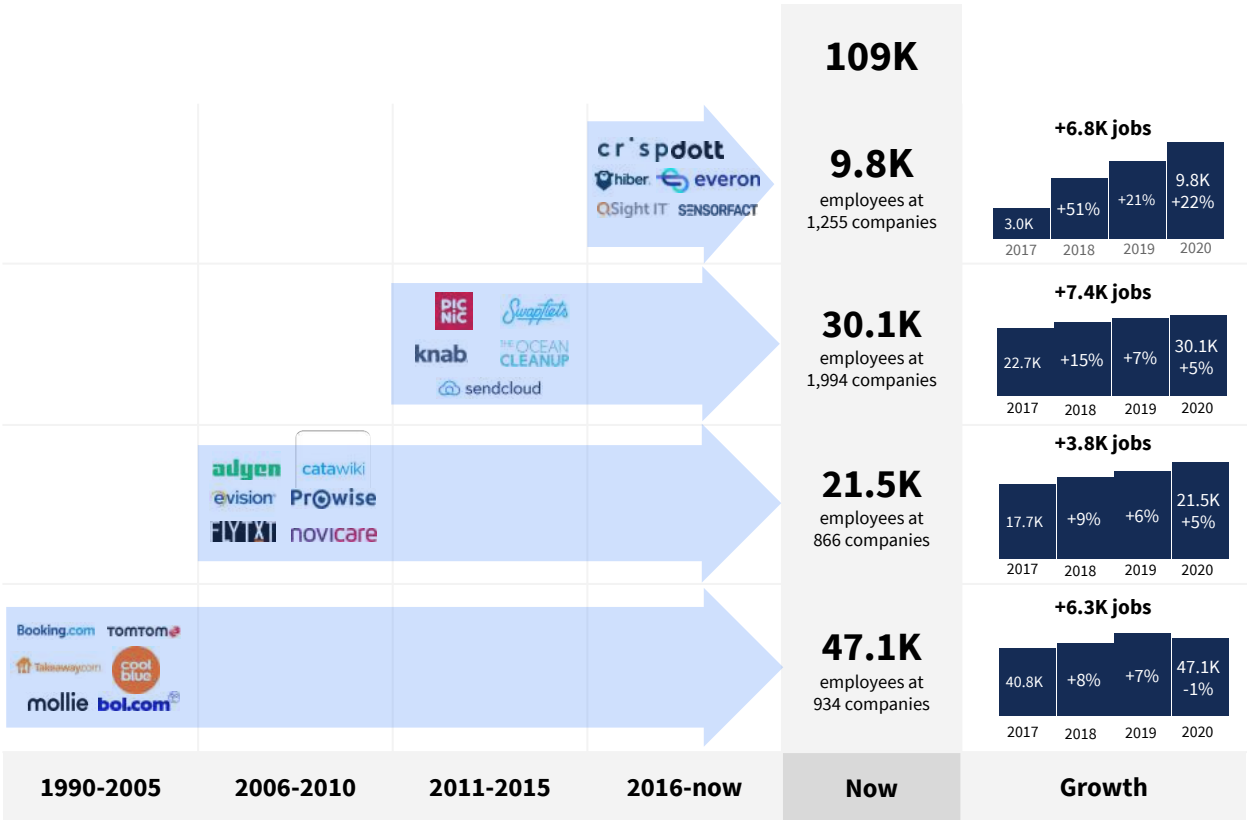 109K
cr·spdott
hiber. everon
QSight IT SENSORFACT
9.8K
employees at
1,255 companies
+6.8K jobs
3.0K
+51%
+21%
9.8K
+22%
2017
2018
2019
2020
PIC
NIC
Swapfiets
knab.
THE OCEAN
CLEANUP
sendcloud
30.1K
employees at
1,994 companies
+7.4K jobs
22.7K
+15%
+7%
30.1K
+5%
2017
2018
2019
2020
adyen catawiki
evision Prowise
FLYTXT novicare
21.5K
employees at
866 companies
+3.8K jobs
17.7K
+9%
+6%
21.5K
+5%
2017
2018
2019
2020
Booking.com TOMTOM
Takeaway.com
cool
blue
mollie bol.com
47.1K
employees at
934 companies
+6.3K jobs
40.8K
+8%
+7%
47.1K
-1%
2017
2018
2019
2020
1990-2005
2006-2010
2011-2015
2016-now
Now
Growth